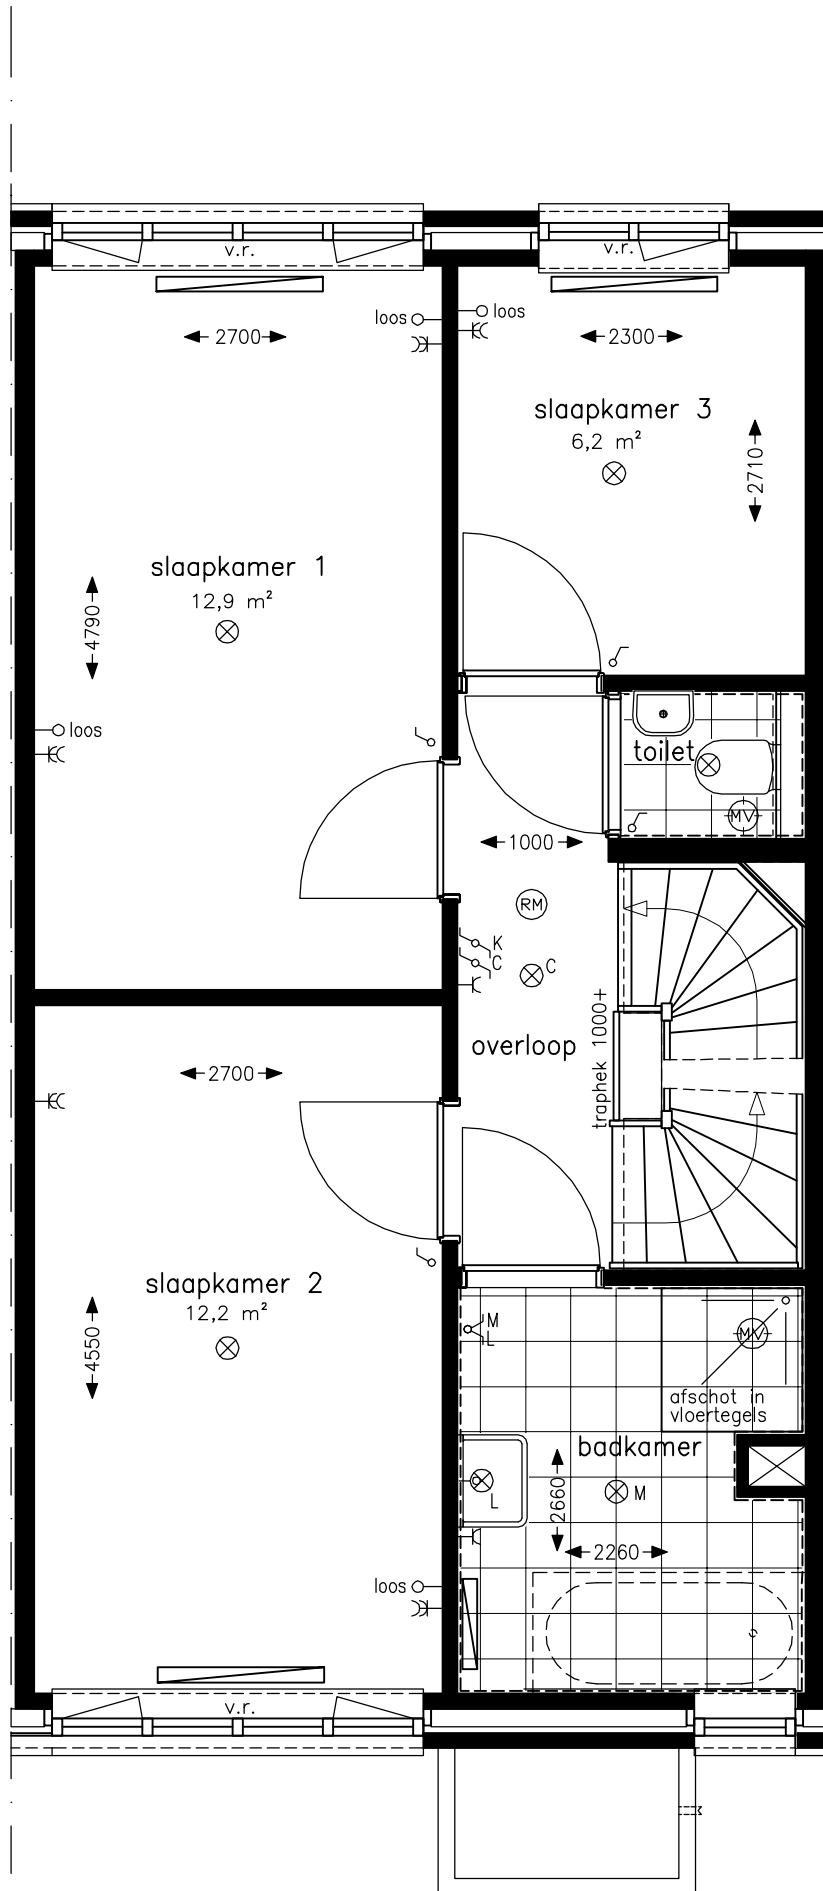 v.r.
v.r.
loos
loos
2700
2300
slaapkamer 3
6,2 m²
2710
slaapkamer 1
12,9 m²
4790
loos
toilet
MV
1000
RM
K
C
C
traphek 1000+
overloop
2700
slaapkamer 2
12,2 m²
4550
M
L
MV
afschot in
vloertegels
badkamer
L
M
2660
2260
loos
v.r.